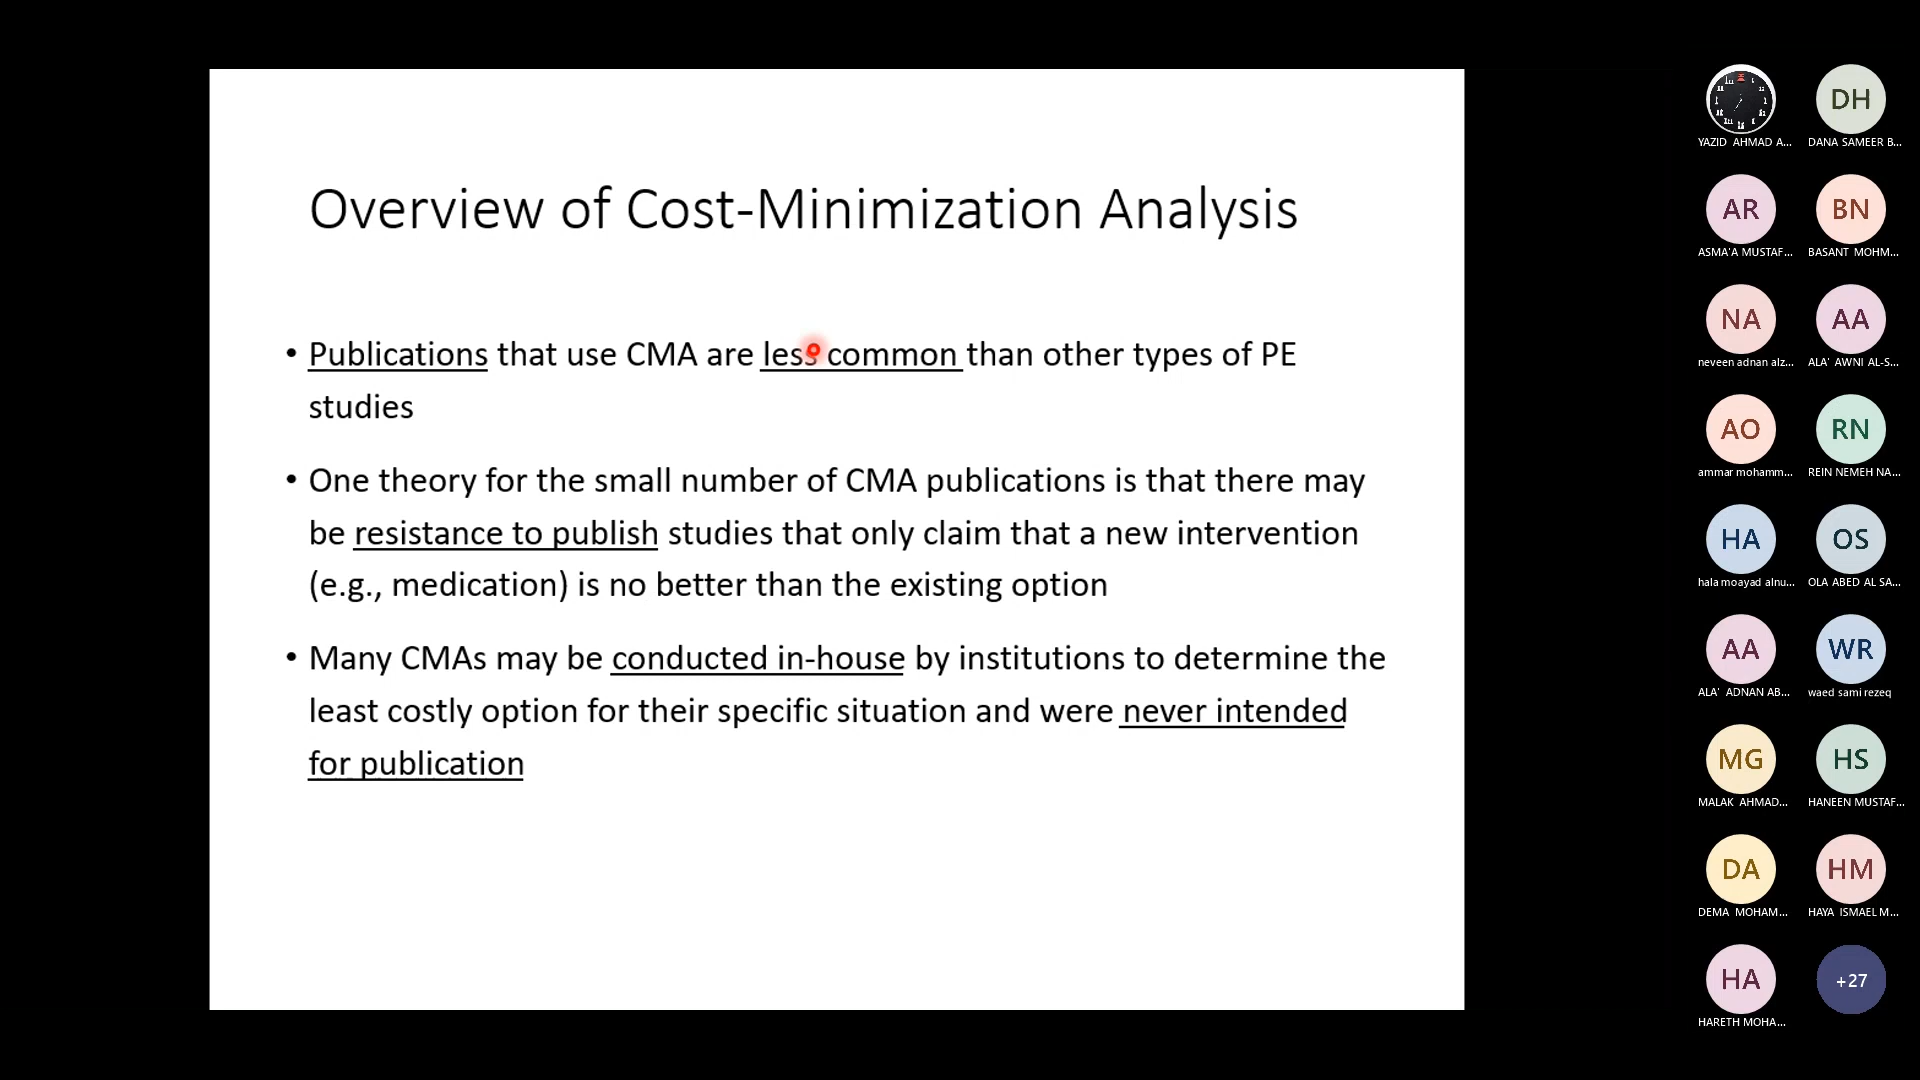 Overview of Cost-Minimization Analysis
• Publications that use CMA are less common than other types of PE
studies
• One theory for the small number of CMA publications is that there may
be resistance to publish studies that only claim that a new intervention
(e.g., medication) is no better than the existing option
• Many CMAs may be conducted in-house by institutions to determine the
least costly option for their specific situation and were never intended
for publication
YAZID AHMAD A...
DH
DANA SAMEER B...
AR
ASMA'A MUSTAF...
BN
BASANT MOHM...
NA
neveen adnan alz...
AA
ALA' AWNI AL-S...
AO
ammar mohamm...
RN
REIN NEMEH NA...
HA
hala moayad alnu...
OS
OLA ABED AL SA...
AA
ALA' ADNAN AB...
WR
waed sami rezeq
MG
MALAK AHMAD...
HS
HANEEN MUSTAF...
DA
DEMA MOHAM...
HM
HAYA ISMAEL M...
HA
HARETH MOHA...
+27